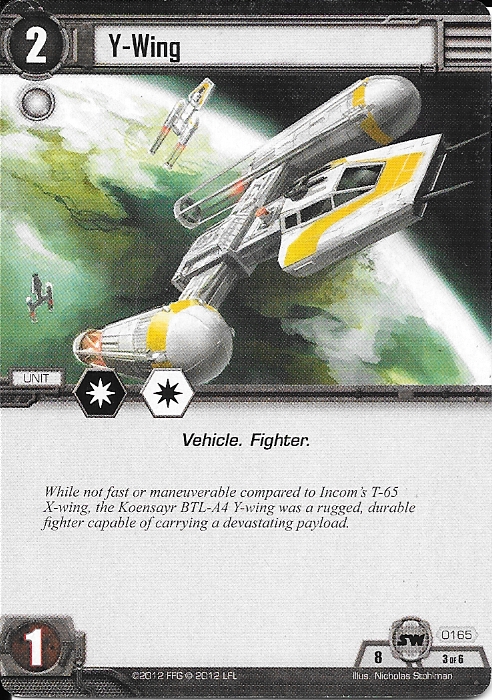 2
Y-Wing
UNIT
Vehicle. Fighter.
While not fast or maneuverable compared to Incom's T-65
X-wing, the Koensayr BTL-A4 Y-wing was a rugged, durable
fighter capable of carrying a devastating payload.
1
SW
0165
8
3 OF 6
©2012 FFG © 2012 LFL
Illus. Nicholas Stohlman